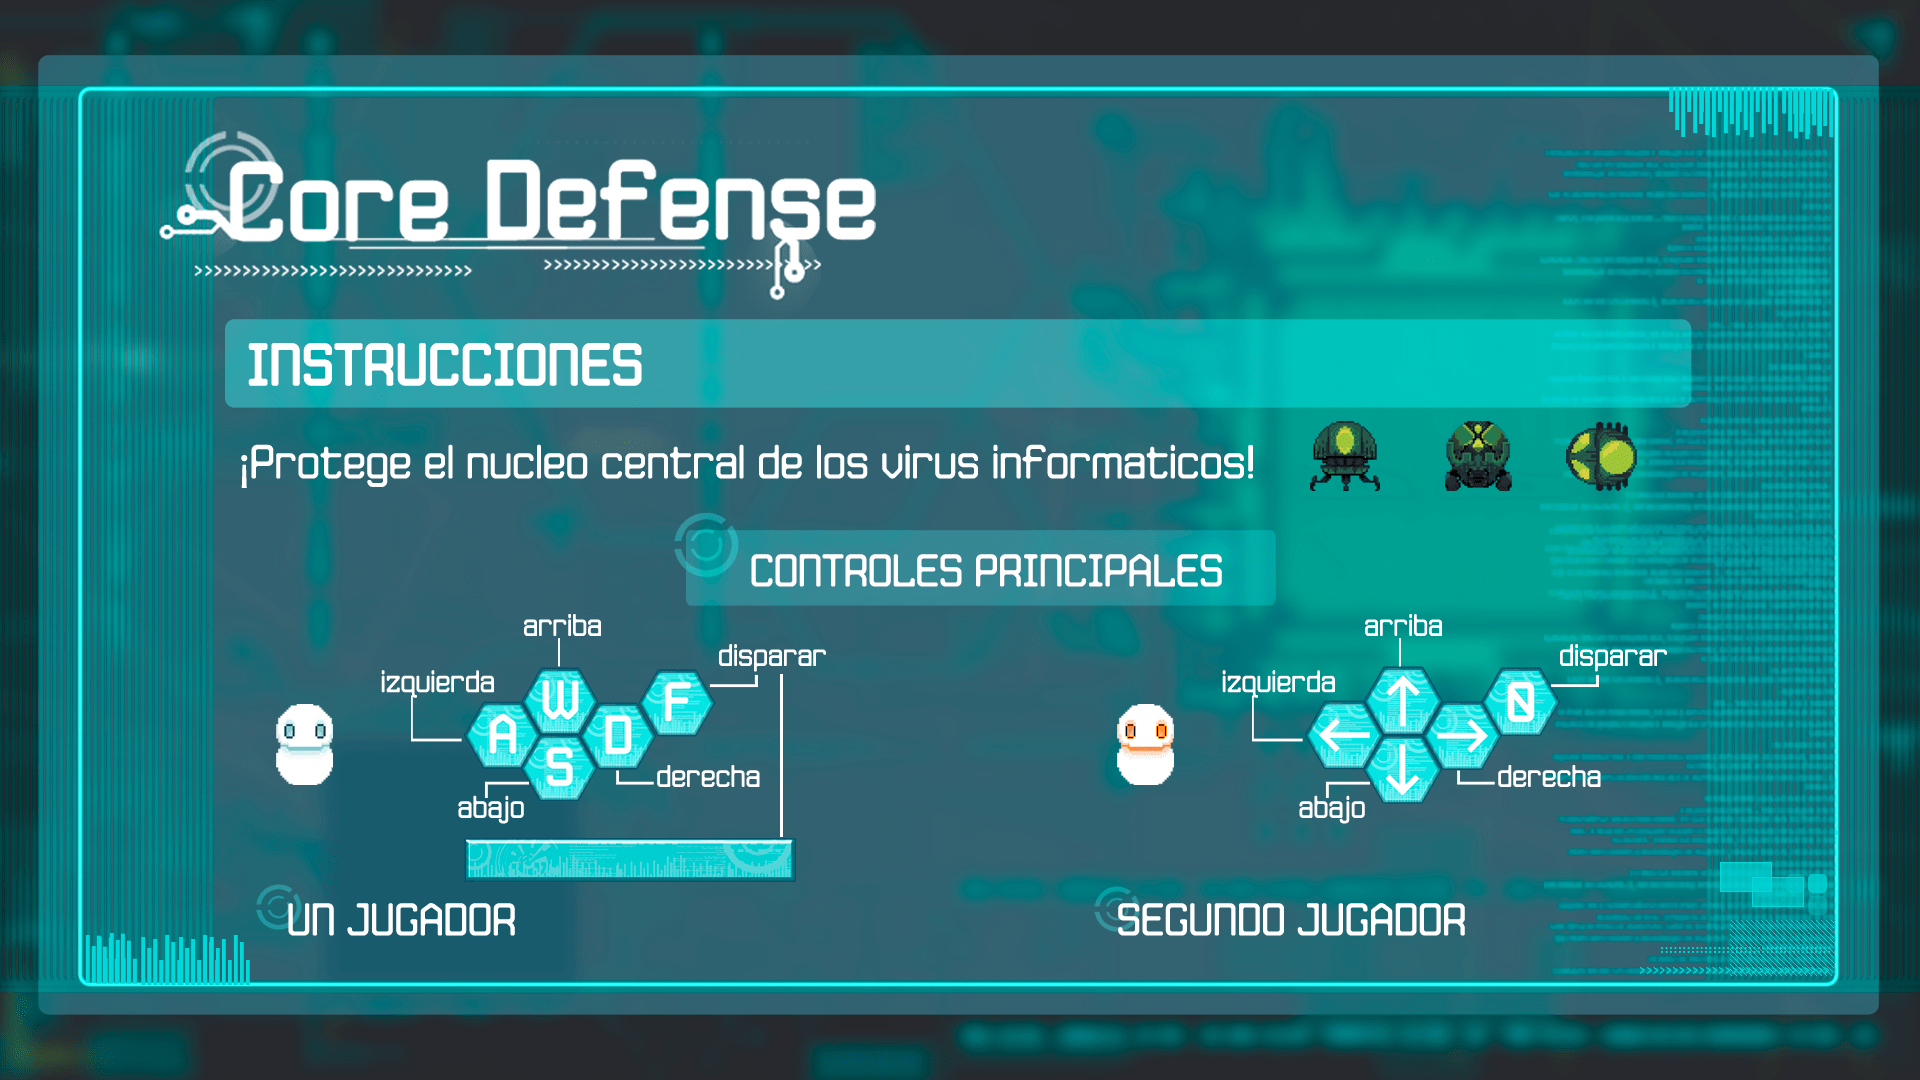 Core Defense
>>>>>>>>>>>>>>>>>>>>>>>>>>>>> >>>>>>>>>>>>>>>>>>>>>>>>>>>>>
INSTRUCCIONES
¡Protege el nucleo central de los virus informaticos!
CONTROLES PRINCIPALES
arriba
disparar
izquierda
W
F
A
D
S
derecha
abajo
UN JUGADOR
arriba
disparar
izquierda
↑
0
←
→
↓
derecha
abajo
SEGUNDO JUGADOR